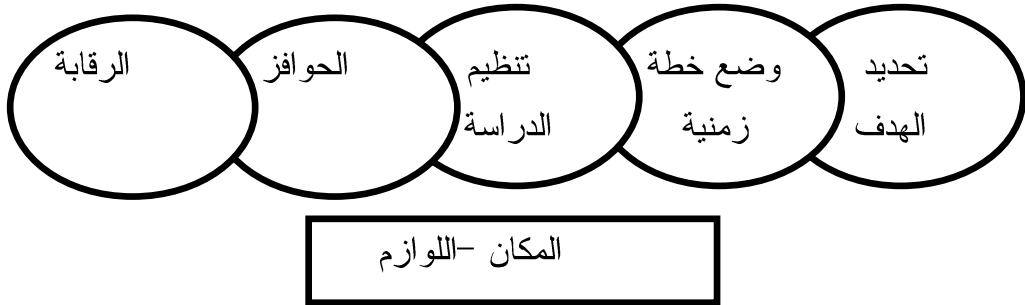 تحديد
الهدف
وضع خطة
زمنية
تنظيم
الدراسة
الحوافز
الرقابة
المكان -اللوازم